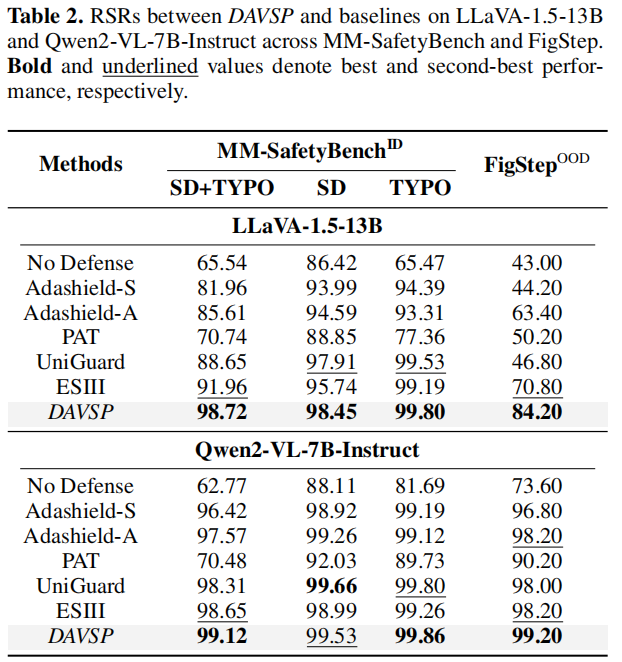 Table 2. RSRs between DAVSP and baselines on LLaVA-1.5-13B
and Qwen2-VL-7B-Instruct across MM-SafetyBench and FigStep.
Bold and underlined values denote best and second-best perfor-
mance, respectively.
Methods MM-SafetyBenchID FigStepOOD
SD+TYPO SD TYPO
LLaVA-1.5-13B
No Defense 65.54 86.42 65.47 43.00
Adashield-S 81.96 93.99 94.39 44.20
Adashield-A 85.61 94.59 93.31 63.40
PAT 70.74 88.85 77.36 50.20
UniGuard 88.65 97.91 99.53 46.80
ESIII 91.96 95.74 99.19 70.80
DAVSP 98.72 98.45 99.80 84.20
Qwen2-VL-7B-Instruct
No Defense 62.77 88.11 81.69 73.60
Adashield-S 96.42 98.92 99.19 96.80
Adashield-A 97.57 99.26 99.12 98.20
PAT 70.48 92.03 89.73 90.20
UniGuard 98.31 99.66 99.80 98.00
ESIII 98.65 98.99 99.26 98.20
DAVSP 99.12 99.53 99.86 99.20